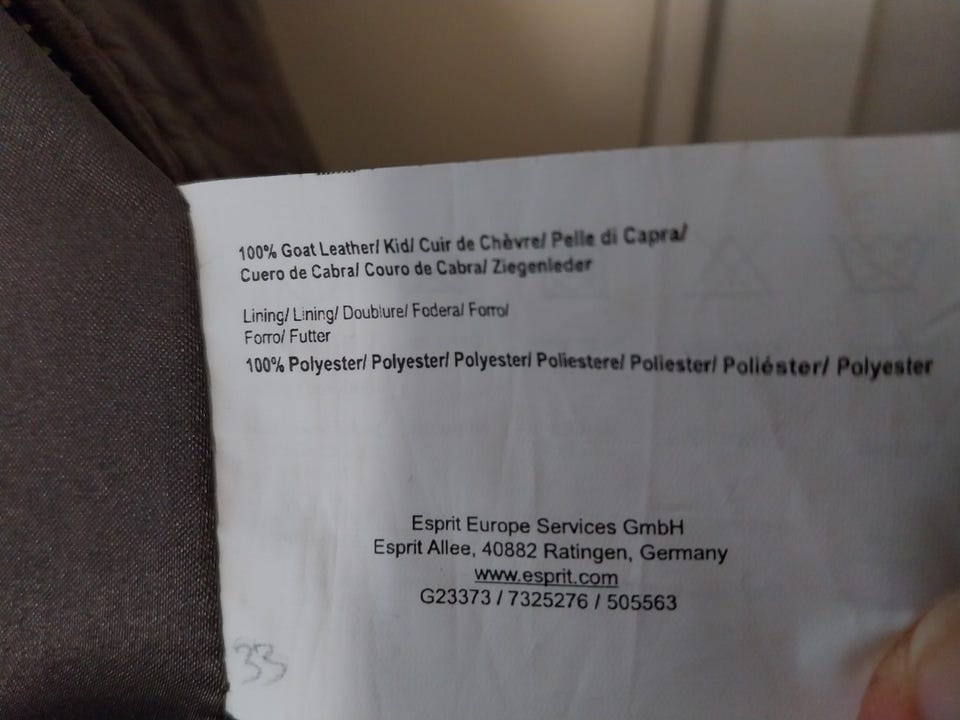 100% Goat Leather/ Kid/ Cuir de Chèvre/ Pelle di Capra/
Cuero de Cabra/ Couro de Cabra/ Ziegenleder
Lining/ Lining/ Doublure/ Fodera/ Forro/
Forro/ Futter
100% Polyester/ Polyester/ Polyester/ Poliestere/ Poliester/ Poliéster/ Polyester
Esprit Europe Services GmbH
Esprit Allee, 40882 Ratingen, Germany
www.esprit.com
G23373 / 7325276 / 505563
33